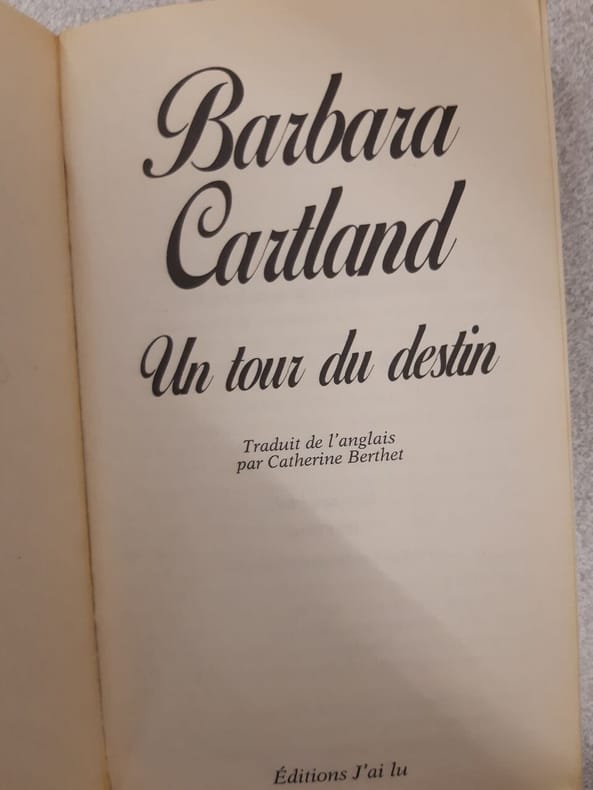 Barbara
Cartland
Un tour du destin
Traduit de l'anglais
par Catherine Berthet
Éditions J'ai lu